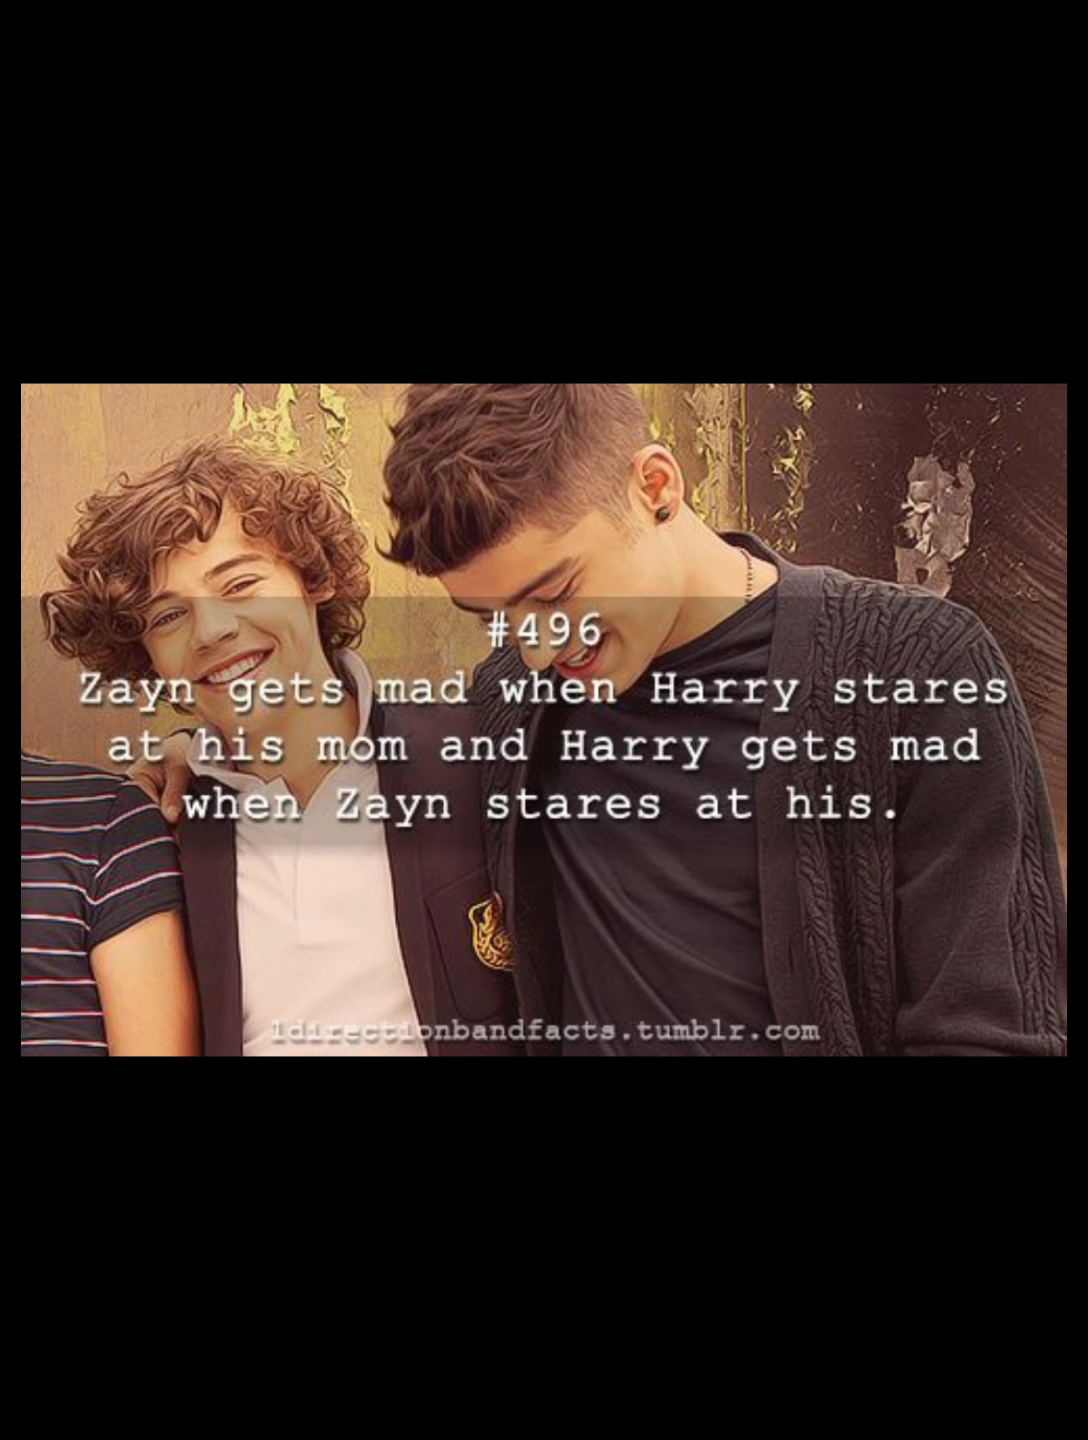 #496
Zayn gets mad when Harry stares
at his mom and Harry gets mad
when Zayn stares at his.
1directionbandfacts.tumblr.com